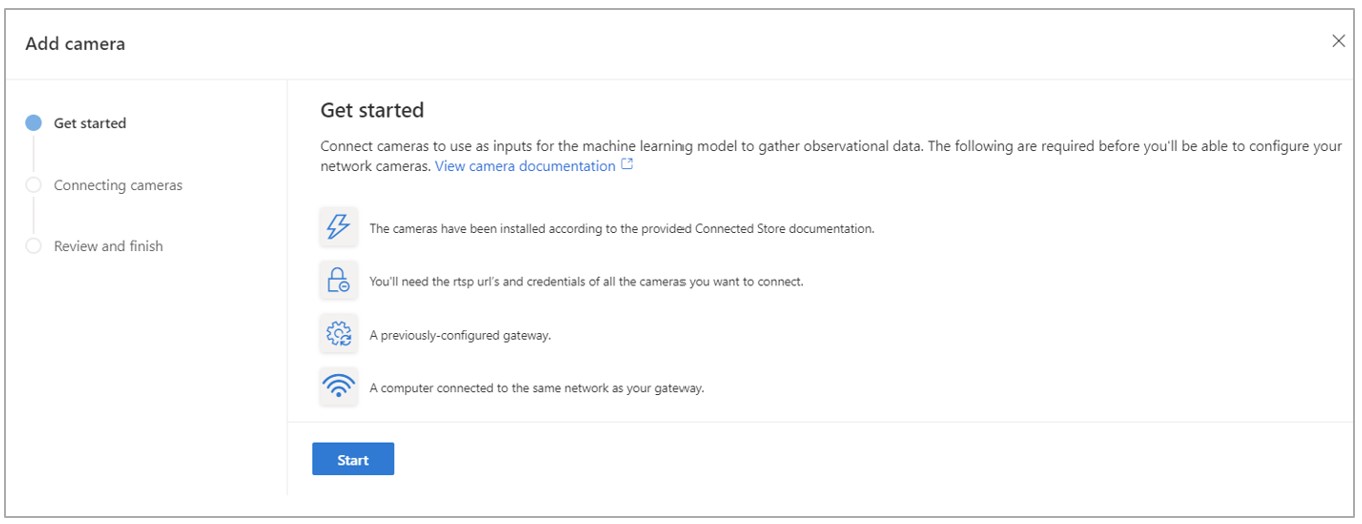 Add camera
Get started
Connecting cameras
Review and finish
Get started
Connect cameras to use as inputs for the machine learning model to gather observational data. The following are required before you'll be able to configure your
network cameras. View camera documentation
The cameras have been installed according to the provided Connected Store documentation.
You'll need the rtsp url's and credentials of all the cameras you want to connect.
A previously-configured gateway.
A computer connected to the same network as your gateway.
Start